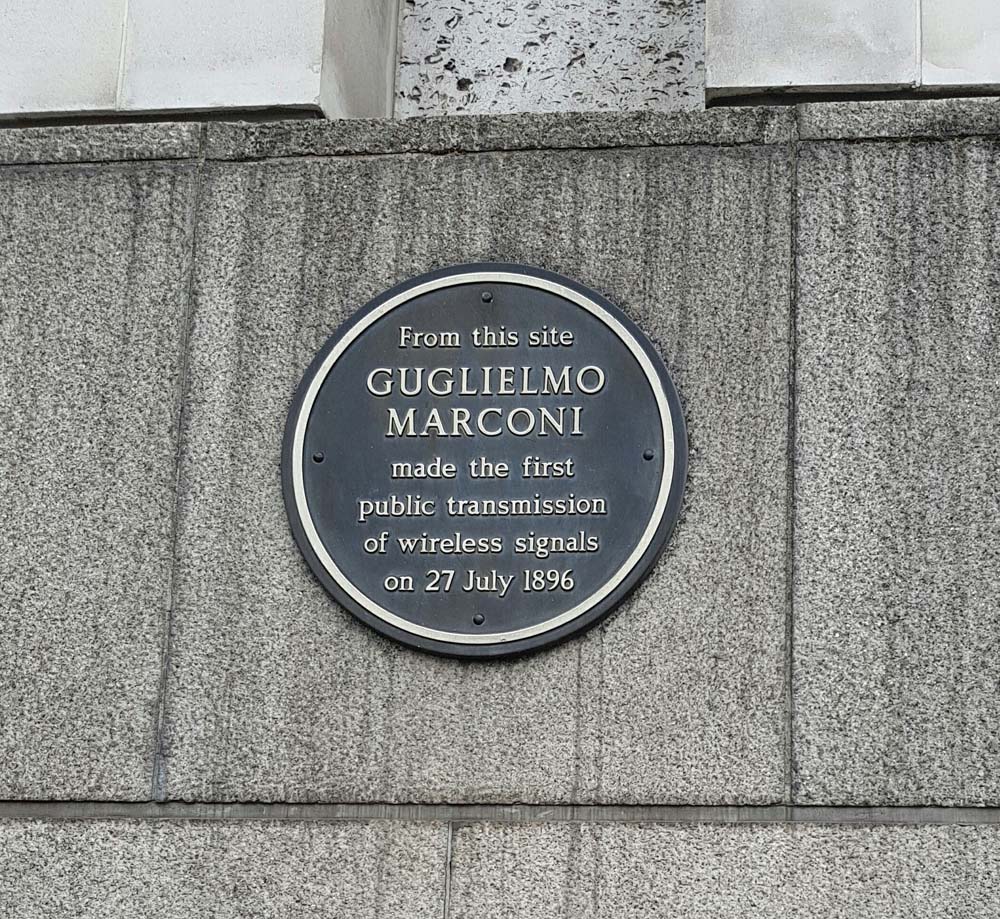 From this site
GUGLIELMO
MARCONI
made the first
public transmission
of wireless signals
on 27 July 1896